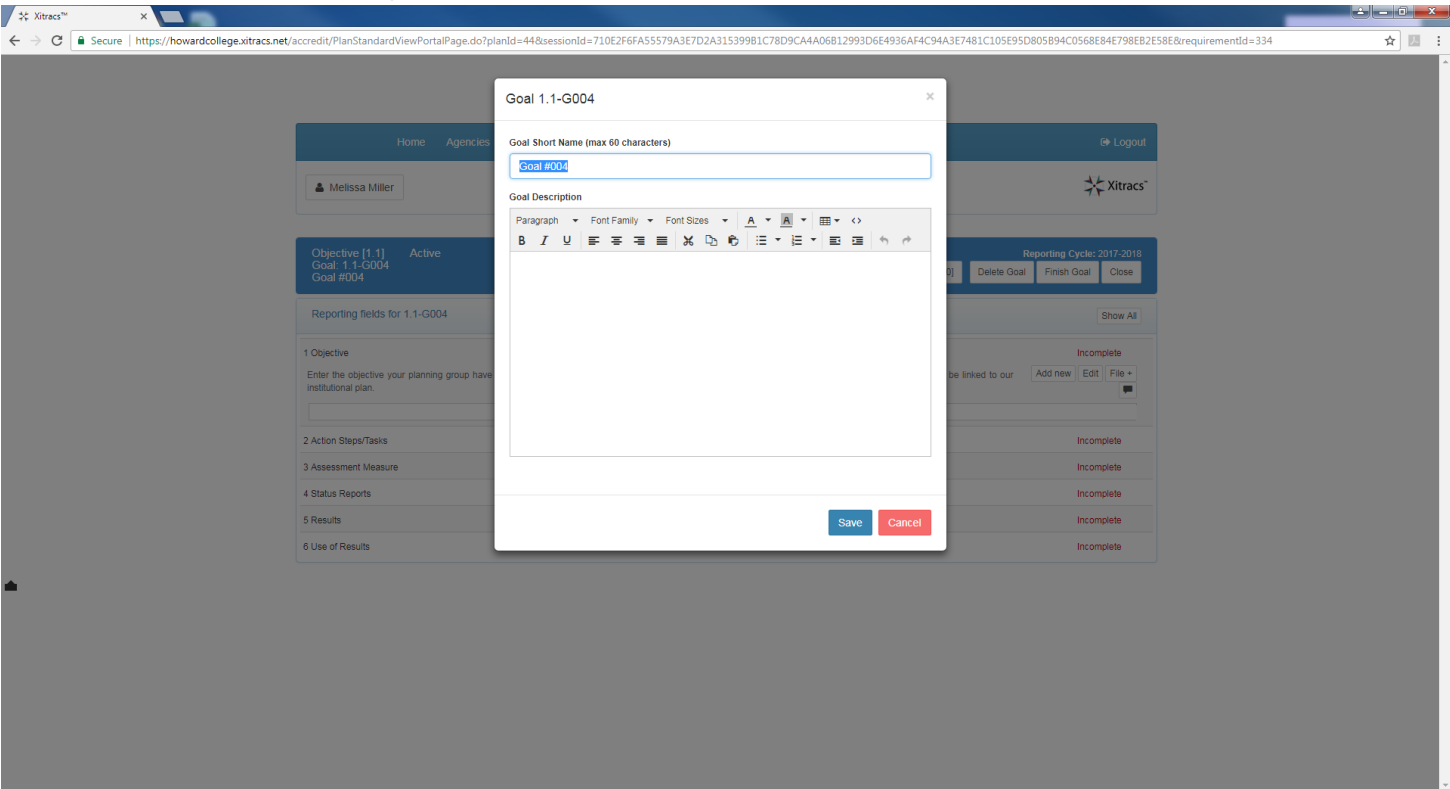 Xitracs™
Secure | https://howardcollege.xitracs.net/accredit/PlanStandardViewPortalPage.do?planId=44&sessionId=710E2F6FA55579A3E7D2A315399B1C78D9CA4A06B12993D6E4936AF4C94A3E7481C105E95D805B94C0568E84E798EB2E58E&requirementId=334
Goal 1.1-G004
Home Agencies
Logout
Goal Short Name (max 60 characters)
Goal #004
Melissa Miller
Xitracs
Goal Description
Paragraph Font Family Font Sizes A A
B I U
Objective [1.1] Active
Goal: 1.1-G004
Goal #004
Reporting Cycle: 2017-2018
0] Delete Goal Finish Goal Close
Reporting fields for 1.1-G004
Show All
1 Objective
Incomplete
Enter the objective your planning group have
be linked to our
institutional plan.
Add new Edit File +
2 Action Steps/Tasks
Incomplete
3 Assessment Measure
Incomplete
4 Status Reports
Incomplete
5 Results
Incomplete
6 Use of Results
Incomplete
Save Cancel